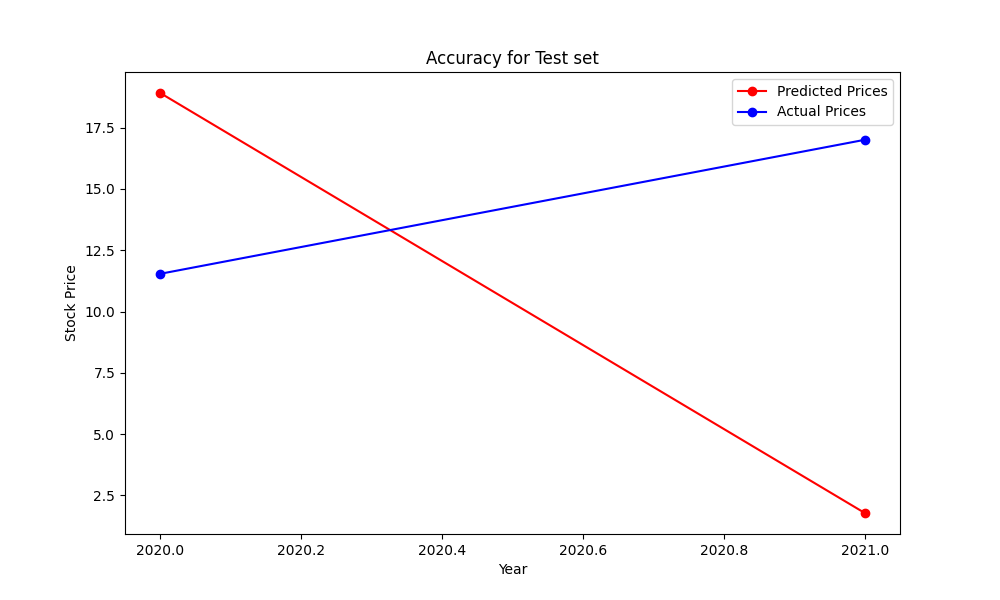 Accuracy for Test set
Predicted Prices
Actual Prices
17.5
15.0
12.5
10.0
7.5
5.0
2.5
Stock Price
2020.0 2020.2 2020.4 2020.6 2020.8 2021.0
Year